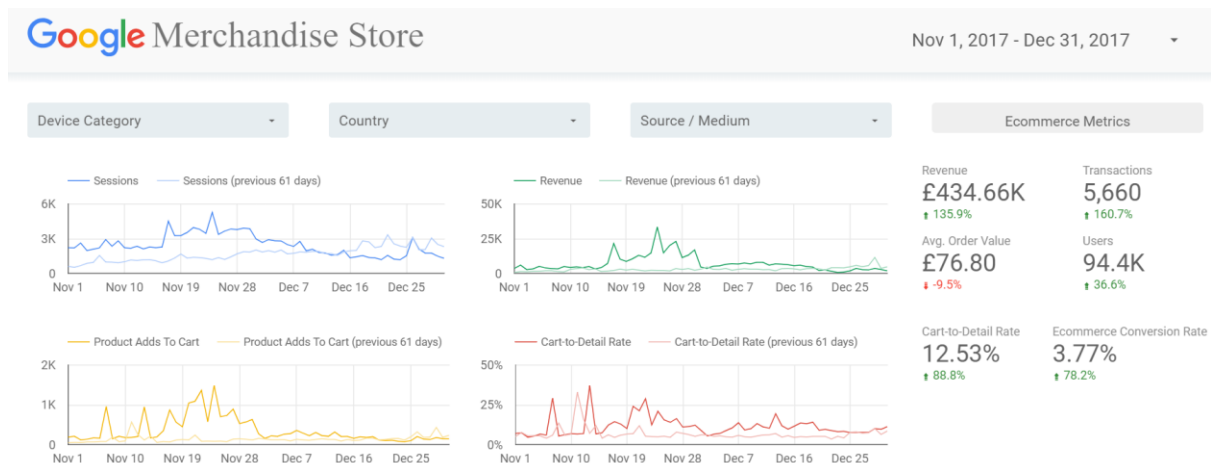 Google Merchandise Store
Nov 1, 2017 - Dec 31, 2017
Device Category
Country
Source / Medium
Ecommerce Metrics
Sessions
Sessions (previous 61 days)
6K
3K
0
Nov 1 Nov 10 Nov 19 Nov 28 Dec 7 Dec 16 Dec 25
Revenue
Revenue (previous 61 days)
50K
25K
0
Nov 1 Nov 10 Nov 19 Nov 28 Dec 7 Dec 16 Dec 25
Revenue
£434.66K
135.9%
Transactions
5,660
160.7%
Avg. Order Value
£76.80
-9.5%
Users
94.4K
36.6%
Product Adds To Cart
Product Adds To Cart (previous 61 days)
2K
1K
0
Nov 1 Nov 10 Nov 19 Nov 28 Dec 7 Dec 16 Dec 25
Cart-to-Detail Rate
Cart-to-Detail Rate (previous 61 days)
50%
25%
0%
Nov 1 Nov 10 Nov 19 Nov 28 Dec 7 Dec 16 Dec 25
Cart-to-Detail Rate
12.53%
88.8%
Ecommerce Conversion Rate
3.77%
78.2%